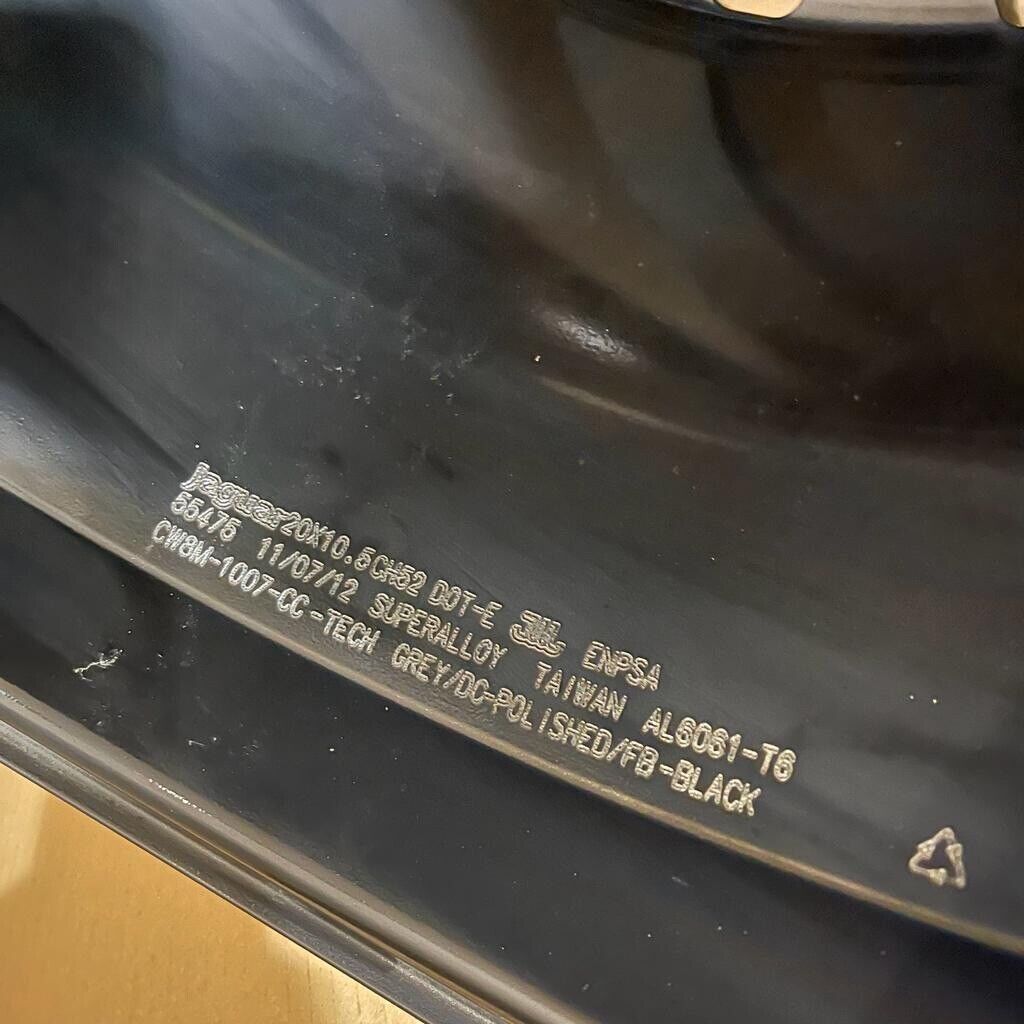 Jaguar 20X10.5CH52 DOT-E JWL ENPSA
55475 11/07/12 SUPERALLOY TAIWAN AL6061-T6
CW8M-1007-CC-TECH GREY/DC-POLISHED/FB-BLACK